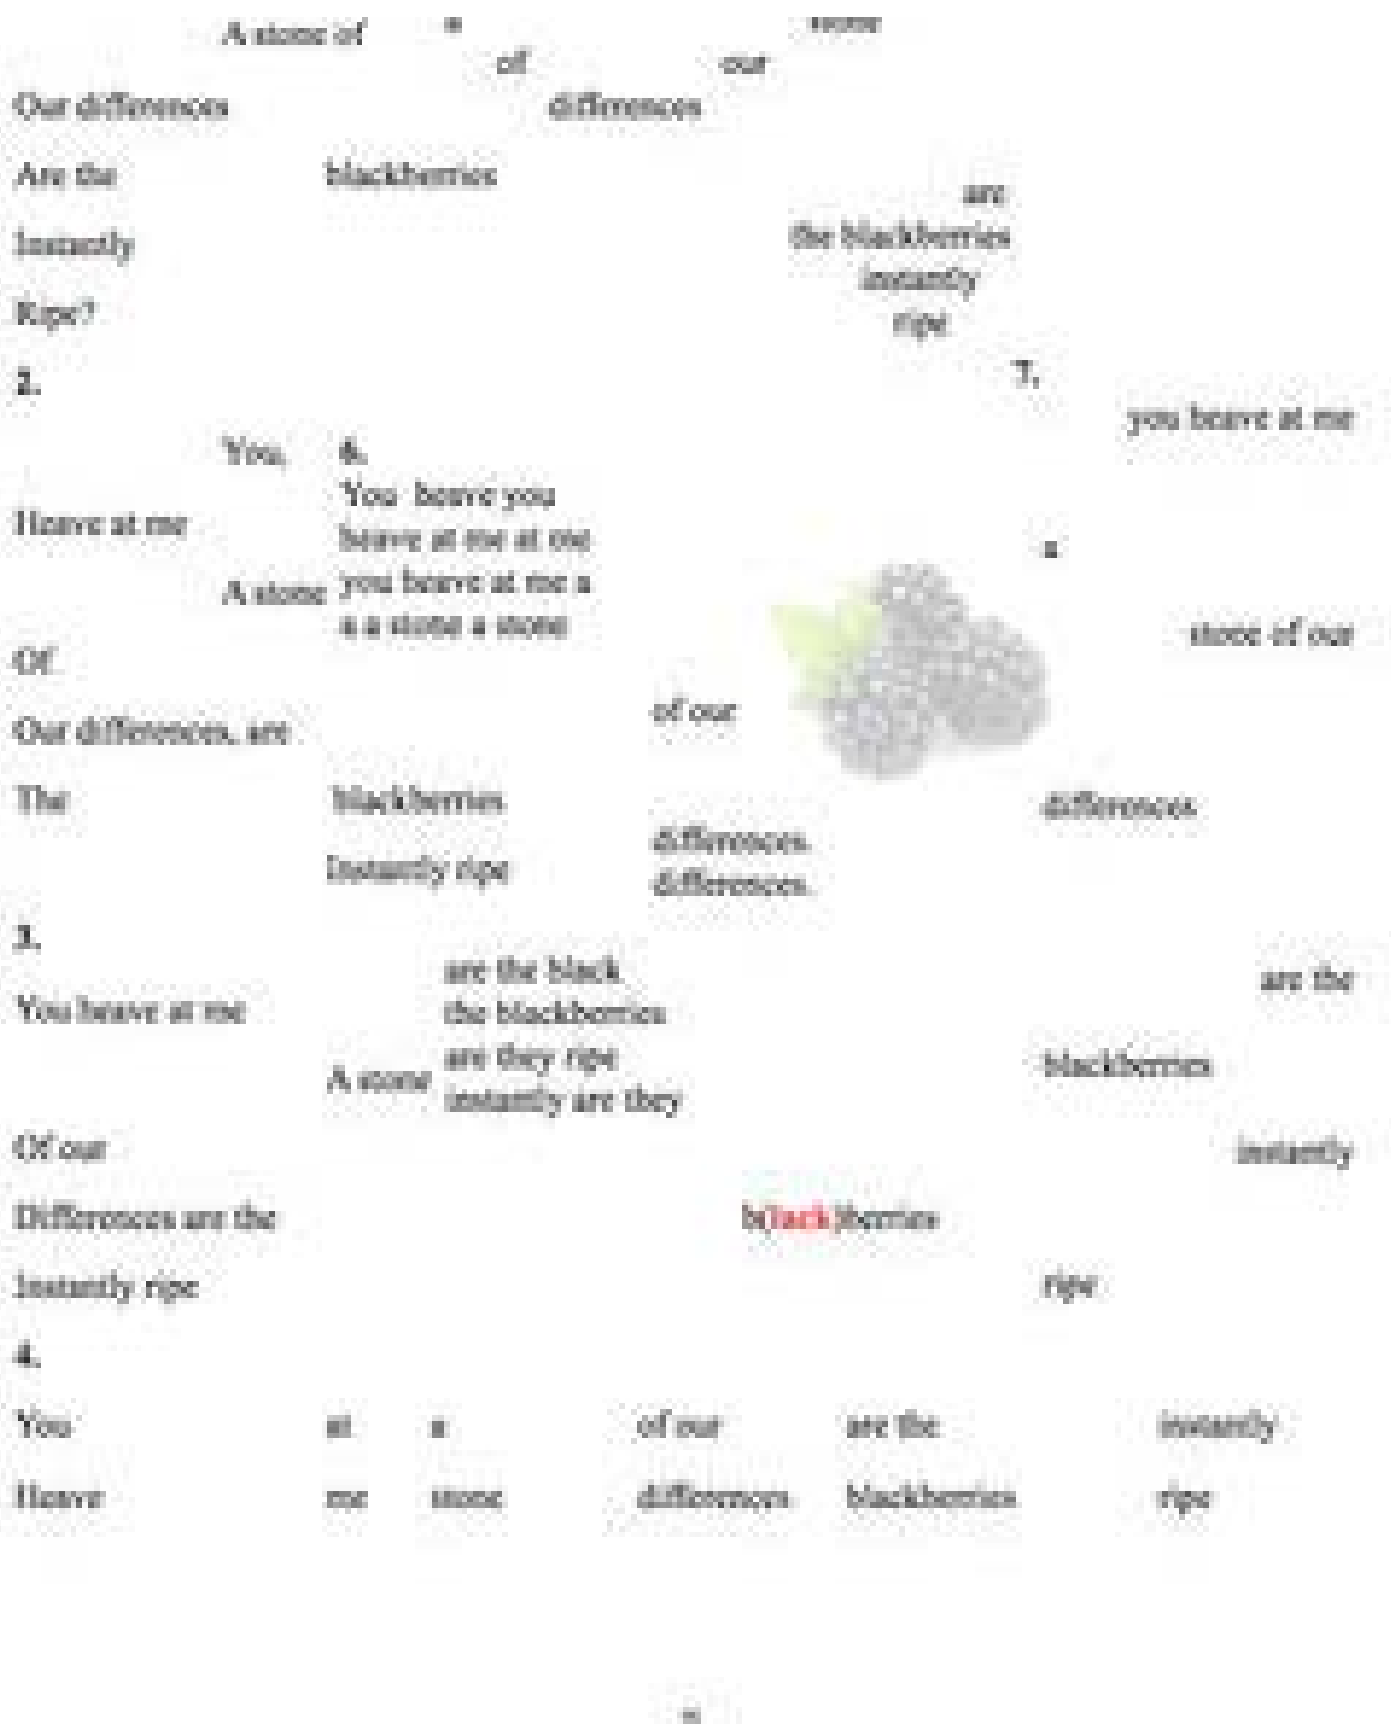 A stone of
a
stone
of
our
Our differences
differences
Are the blackberries
are
Instantly
the blackberries
instantly
Ripe?
ripe
2.
You,
Heave at me
A stone
Of
Our differences, are
The blackberries
Instantly ripe
3.
You heave at me
A stone
Of our
Differences are the
b(lack)berries
Instantly ripe
4.
You at a of our are the instantly
Heave me stone differences blackberries ripe
6.
You heave you
heave at me at me
you heave at me a
a a stone a stone
of our
differences.
differences.
are the black
the blackberries
are they ripe
instantly are they
7.
you heave at me
a
stone of our
differences
are the
blackberries
instantly
ripe